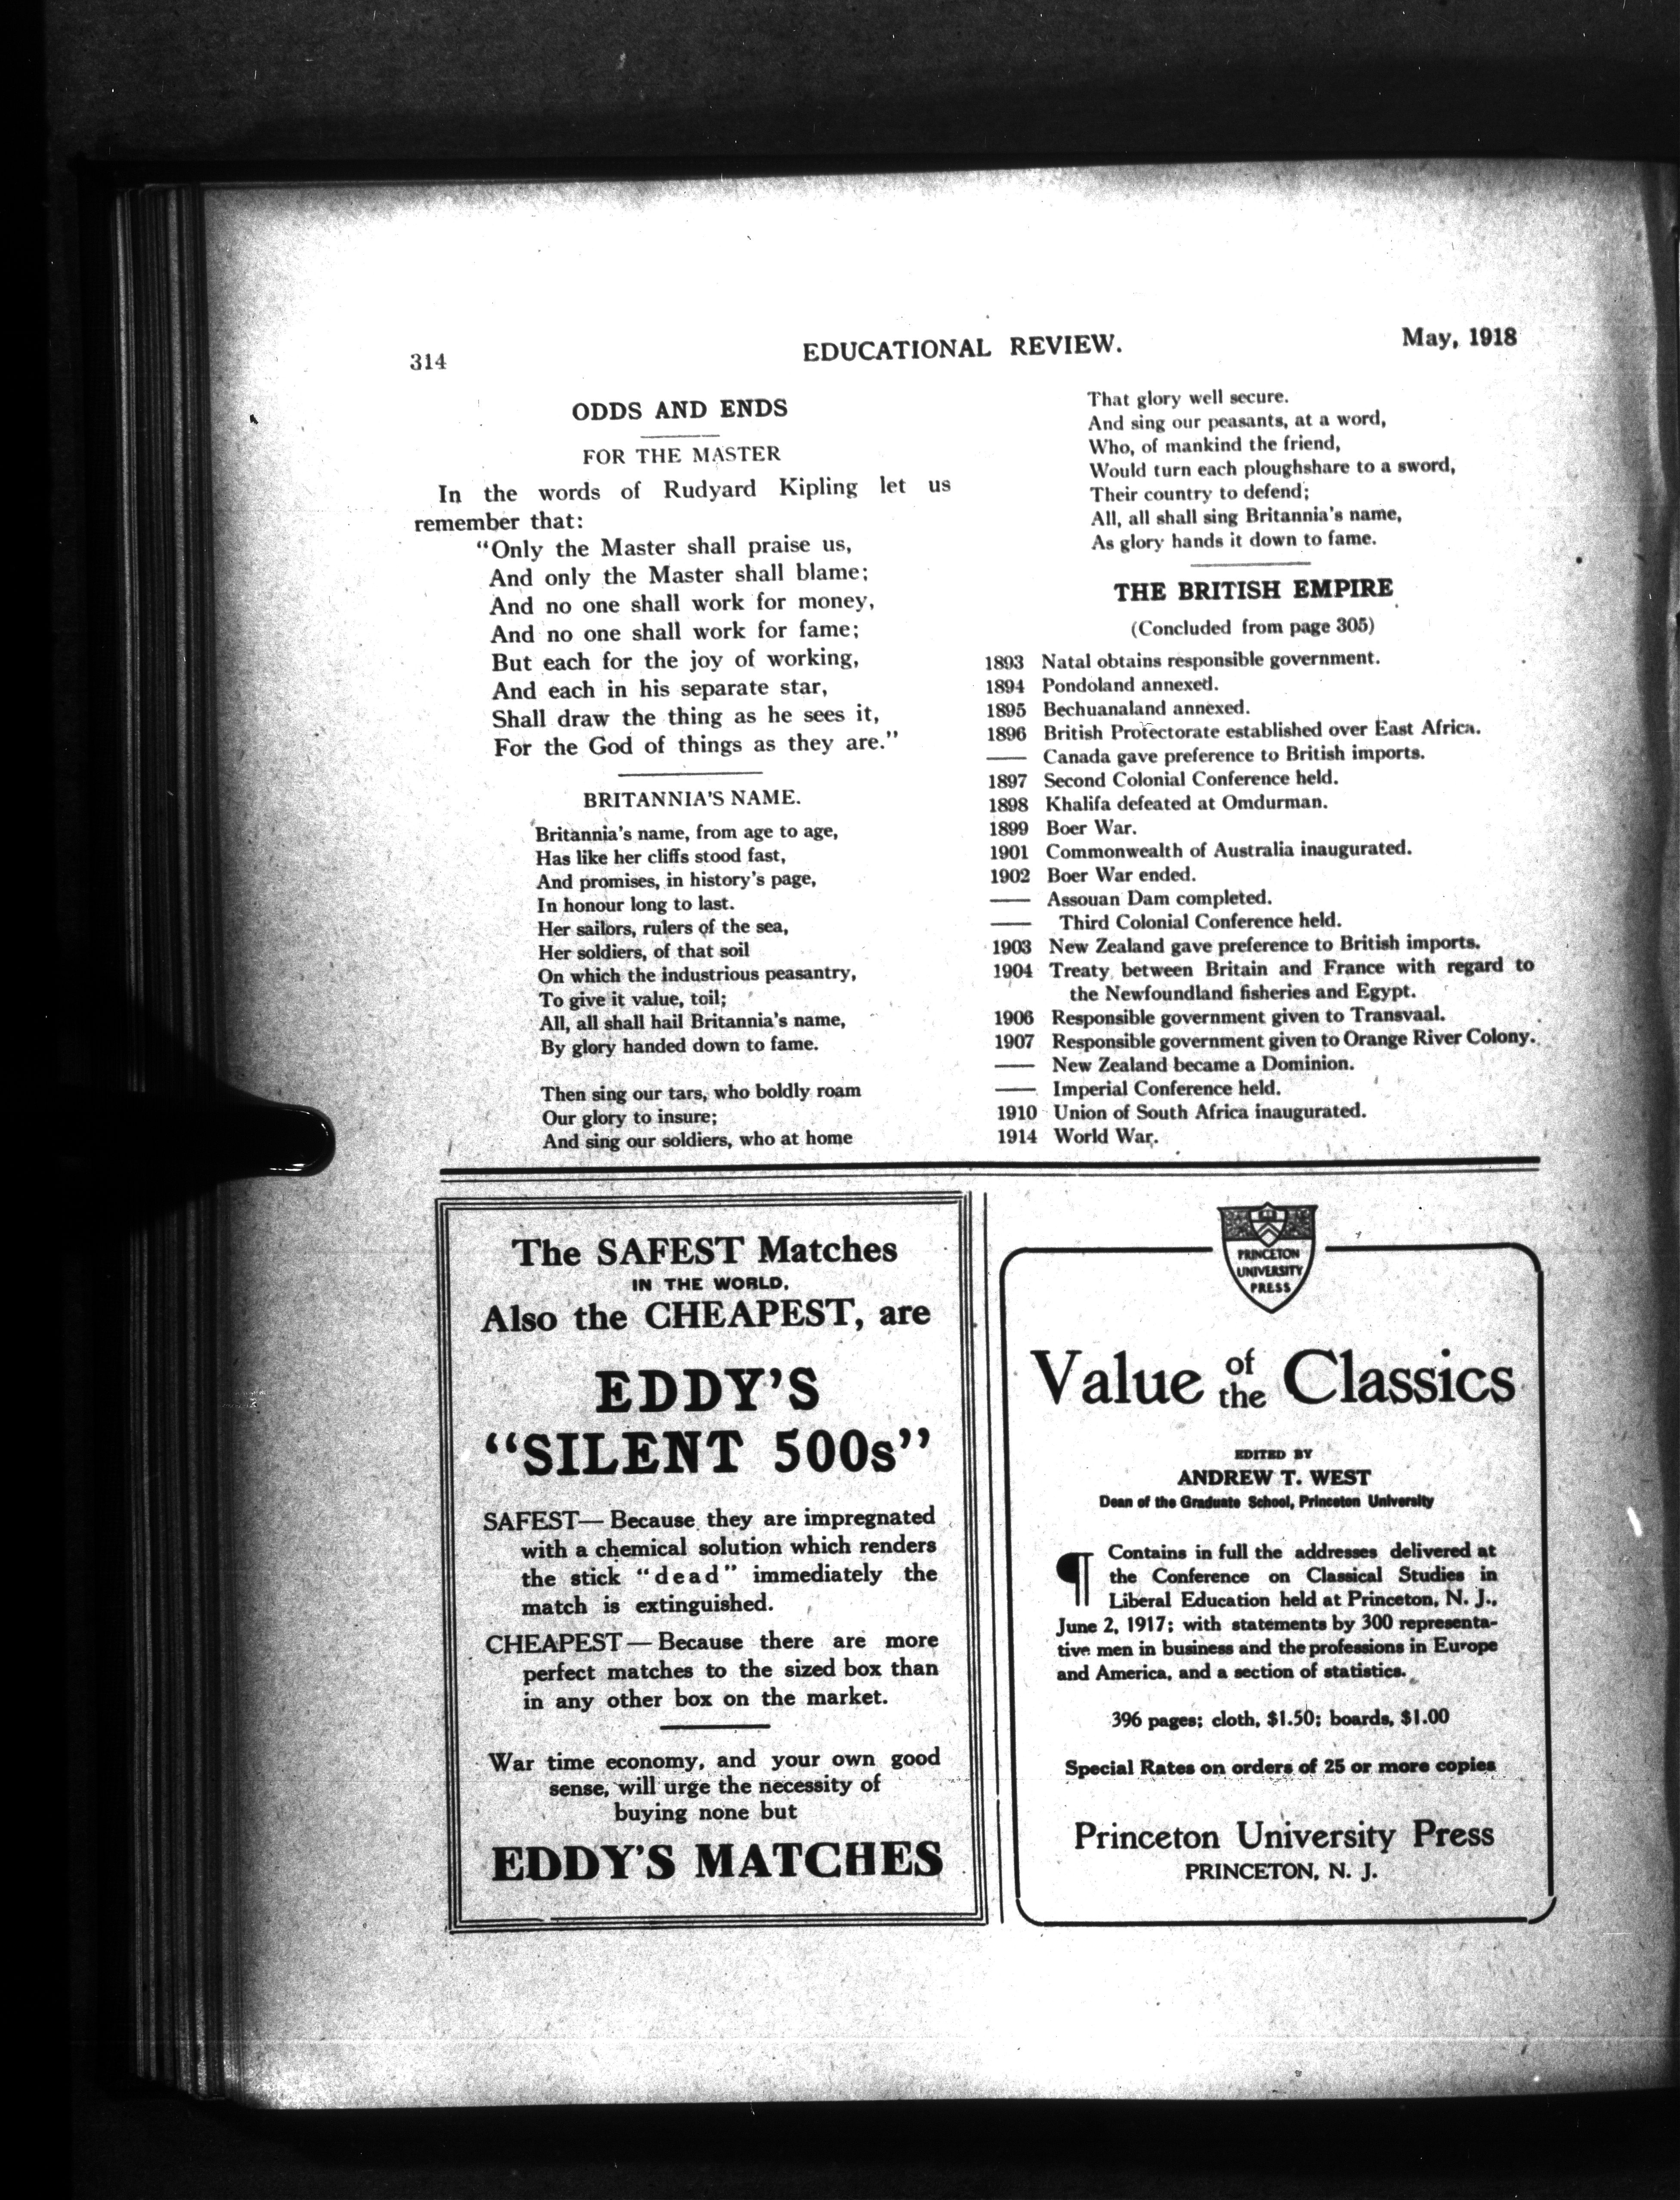 314
EDUCATIONAL REVIEW.
May, 1918
ODDS AND ENDS
FOR THE MASTER
In the words of Rudyard Kipling let us
remember that:
"Only the Master shall praise us,
And only the Master shall blame;
And no one shall work for money,
And no one shall work for fame;
But each for the joy of working,
And each in his separate star,
Shall draw the thing as he sees it,
For the God of things as they are."
BRITANNIA'S NAME.
Britannia's name, from age to age,
Has like her cliffs stood fast,
And promises, in history's page,
In honour long to last.
Her sailors, rulers of the sea,
Her soldiers, of that soil
On which the industrious peasantry,
To give it value, toil;
All, all shall hail Britannia's name,
By glory handed down to fame.
Then sing our tars, who boldly roam
Our glory to insure;
And sing our soldiers, who at home
That glory well secure.
And sing our peasants, at a word,
Who, of mankind the friend,
Would turn each ploughshare to a sword,
Their country to defend;
All, all shall sing Britannia's name,
As glory hands it down to fame.
THE BRITISH EMPIRE
(Concluded from page 305)
1893 Natal obtains responsible government.
1894 Pondoland annexed.
1895 Bechuanaland annexed.
1896 British Protectorate established over East Africa.
—— Canada gave preference to British imports.
1897 Second Colonial Conference held.
1898 Khalifa defeated at Omdurman.
1899 Boer War.
1901 Commonwealth of Australia inaugurated.
1902 Boer War ended.
—— Assouan Dam completed.
—— Third Colonial Conference held.
1903 New Zealand gave preference to British imports.
1904 Treaty between Britain and France with regard to
the Newfoundland fisheries and Egypt.
1906 Responsible government given to Transvaal.
1907 Responsible government given to Orange River Colony.
—— New Zealand became a Dominion.
—— Imperial Conference held.
1910 Union of South Africa inaugurated.
1914 World War.
The SAFEST Matches
IN THE WORLD,
Also the CHEAPEST, are
EDDY'S
"SILENT 500s"
SAFEST— Because they are impregnated
with a chemical solution which renders
the stick "dead" immediately the
match is extinguished.
CHEAPEST— Because there are more
perfect matches to the sized box than
in any other box on the market.
War time economy, and your own good
sense, will urge the necessity of
buying none but
EDDY'S MATCHES
PRINCETON
UNIVERSITY
PRESS
Value of the Classics
EDITED BY
ANDREW T. WEST
Dean of the Graduate School, Princeton University
¶ Contains in full the addresses delivered at
the Conference on Classical Studies in
Liberal Education held at Princeton, N. J.,
June 2, 1917; with statements by 300 representa-
tive men in business and the professions in Europe
and America, and a section of statistics.
396 pages; cloth, $1.50; boards, $1.00
Special Rates on orders of 25 or more copies
Princeton University Press
PRINCETON, N. J.